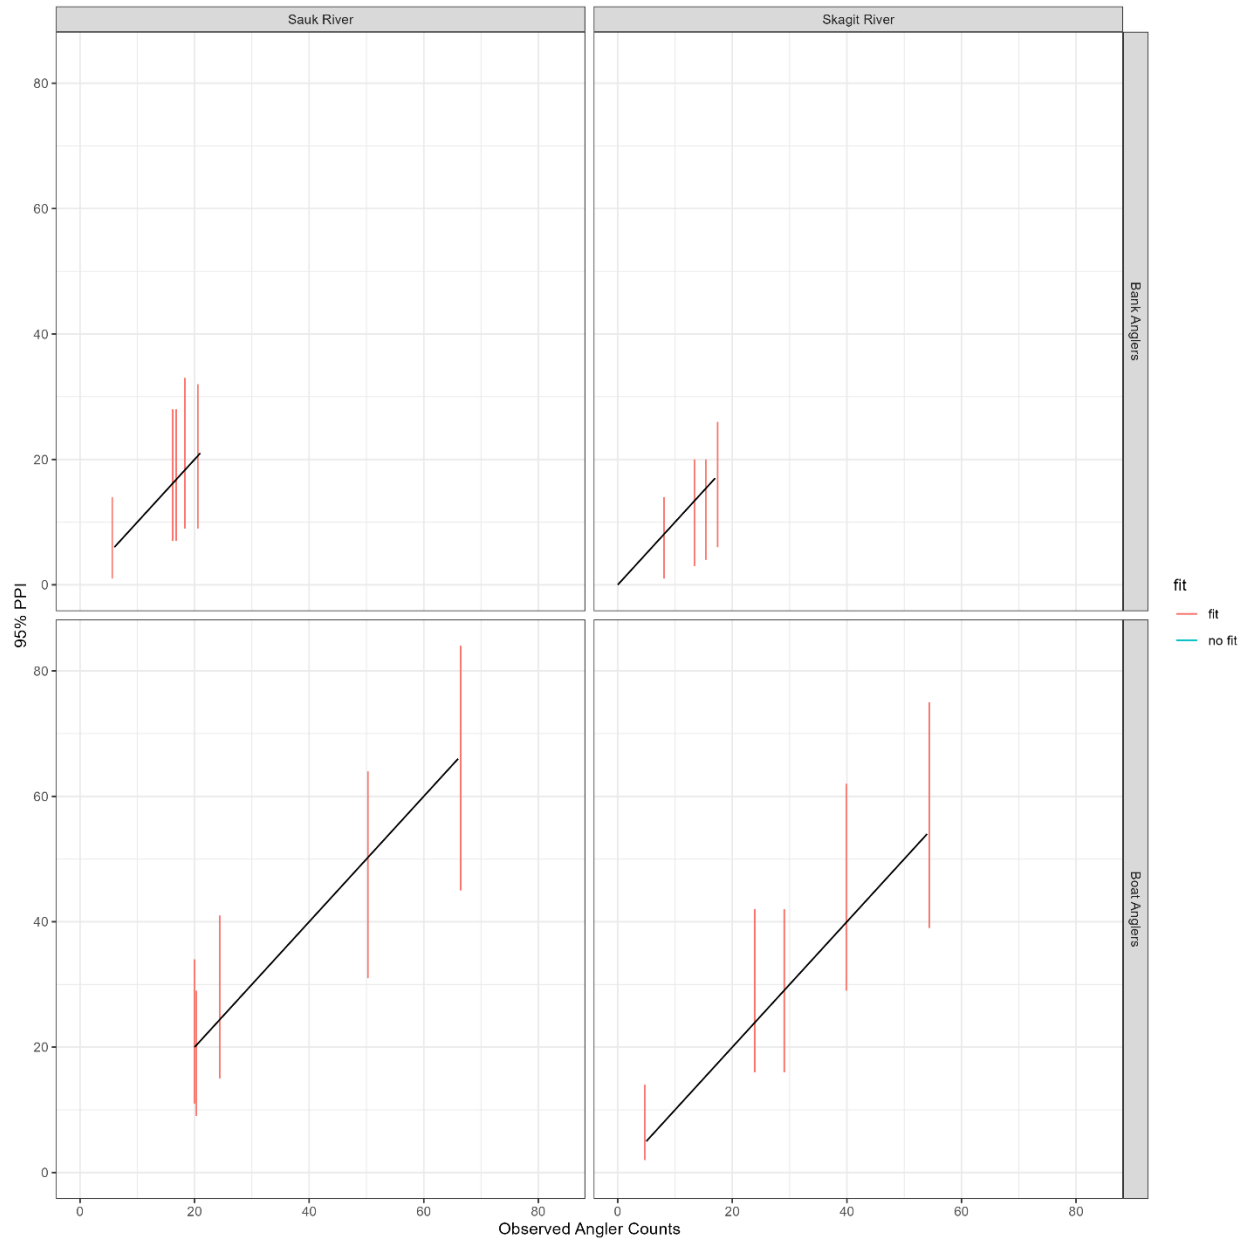 Sauk River
Skagit River
80
60
40
20
0
Bank Anglers
95% PPI
80
60
40
20
0
Boat Anglers
0 20 40 60 80
0 20 40 60 80
Observed Angler Counts
fit
fit
no fit